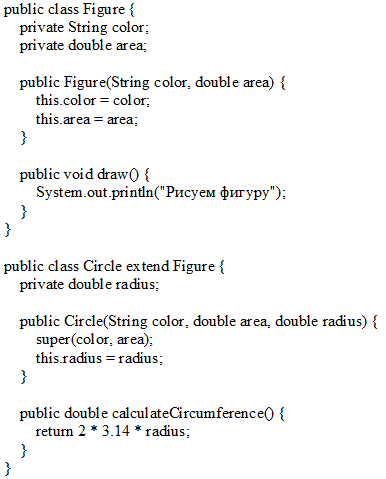 public class Figure {
private String color;
private double area;
public Figure(String color, double area) {
this.color = color;
this.area = area;
}
public void draw() {
System.out.println("Рисуем фигуру");
}
}
public class Circle extend Figure {
private double radius;
public Circle(String color, double area, double radius) {
super(color, area);
this.radius = radius;
}
public double calculateCircumference() {
return 2 * 3.14 * radius;
}
}